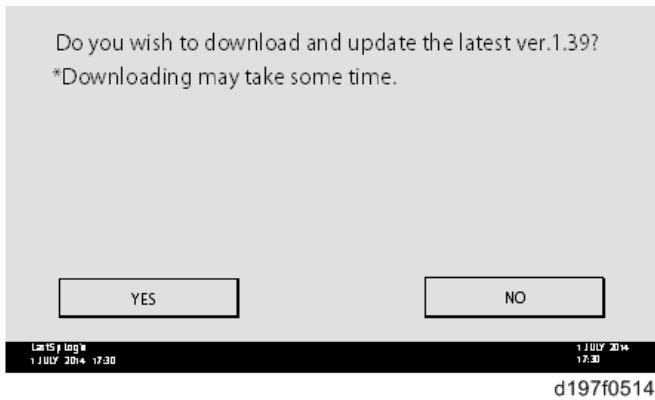 Do you wish to download and update the latest ver.1.39?
*Downloading may take some time.
YES
NO
1 JULY 2014 17:30
1 JULY 2014
17:30
d197f0514